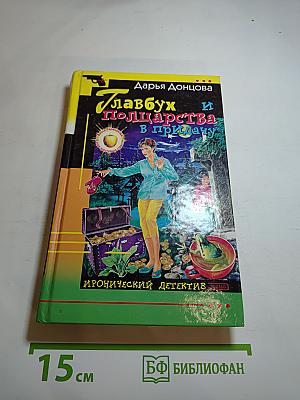 Дарья Донцова
Главбух и
полцарства
в придачу
ИРОНИЧЕСКИЙ ДЕТЕКТИВ
15 см
БФ БИБЛИОФАН